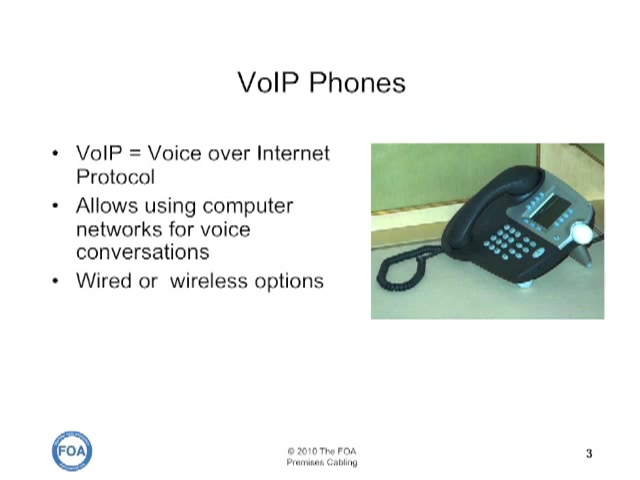 VoIP Phones
• VoIP = Voice over Internet
Protocol
• Allows using computer
networks for voice
conversations
• Wired or  wireless options
FOA
© 2010 The FOA
Premises Cabling
3